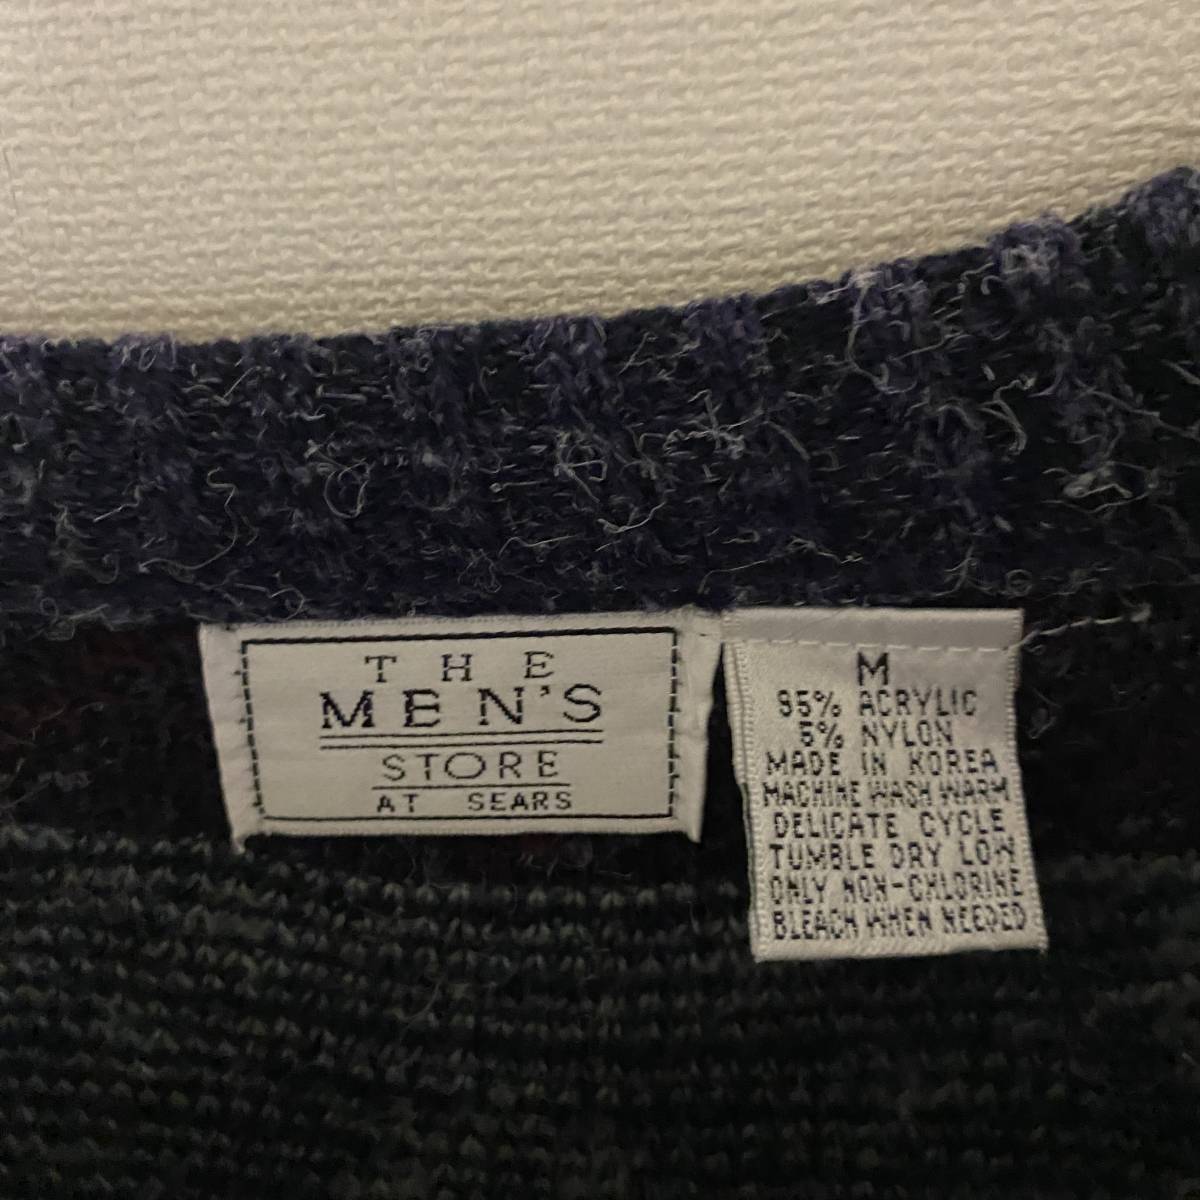 THE
MEN'S
STORE
AT SEARS
M
95% ACRYLIC
5% NYLON
MADE IN KOREA
MACHINE WASH WARM
DELICATE CYCLE,
TUMBLE DRY LOW
ONLY NON-CHLORINE
BLEACH WHEN NEEDED